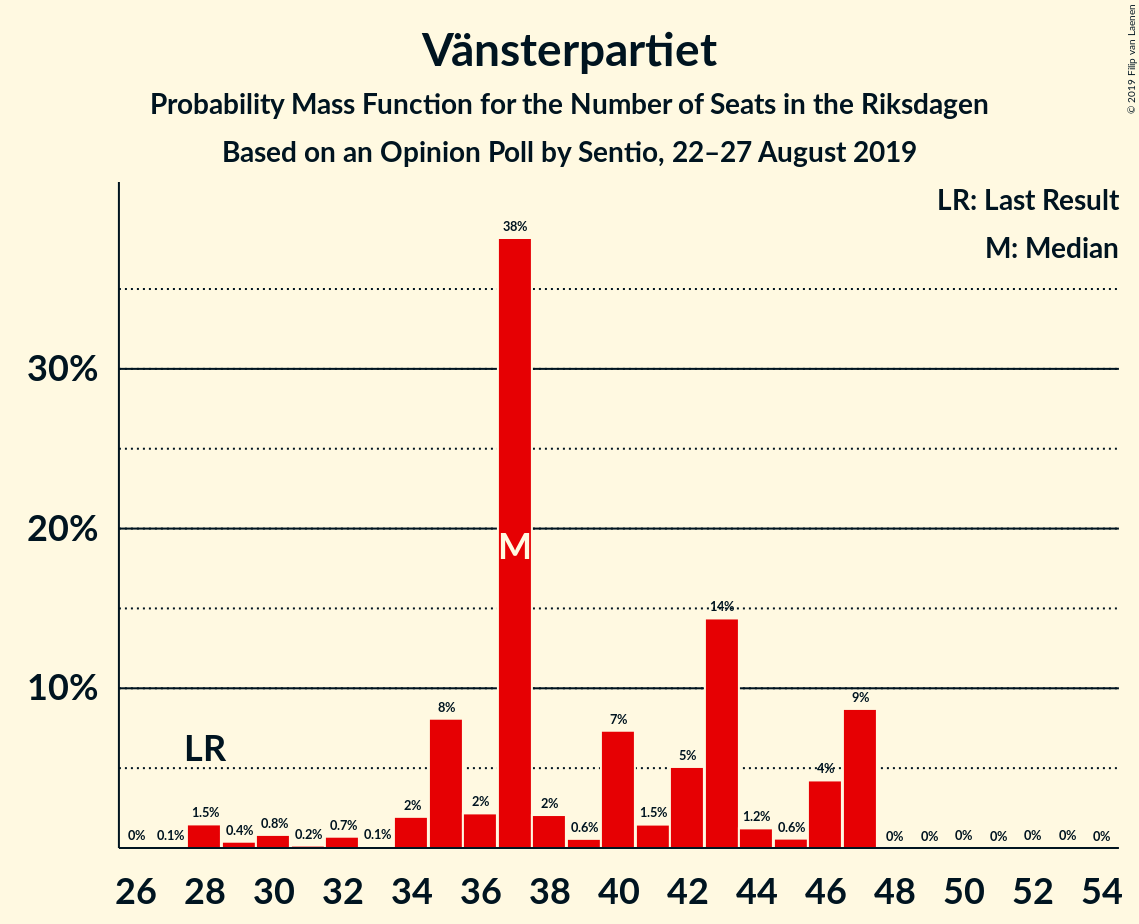 Vänsterpartiet
Probability Mass Function for the Number of Seats in the Riksdagen
Based on an Opinion Poll by Sentio, 22–27 August 2019
© 2019 Filip van Laenen
LR: Last Result
M: Median
30%
20%
10%
LR
M
0% 0.1% 1.5% 0.4% 0.8% 0.2% 0.7% 0.1% 2% 8% 2% 38% 2% 0.6% 7% 1.5% 5% 14% 1.2% 0.6% 4% 9% 0% 0% 0% 0% 0% 0% 0%
26 28 30 32 34 36 38 40 42 44 46 48 50 52 54